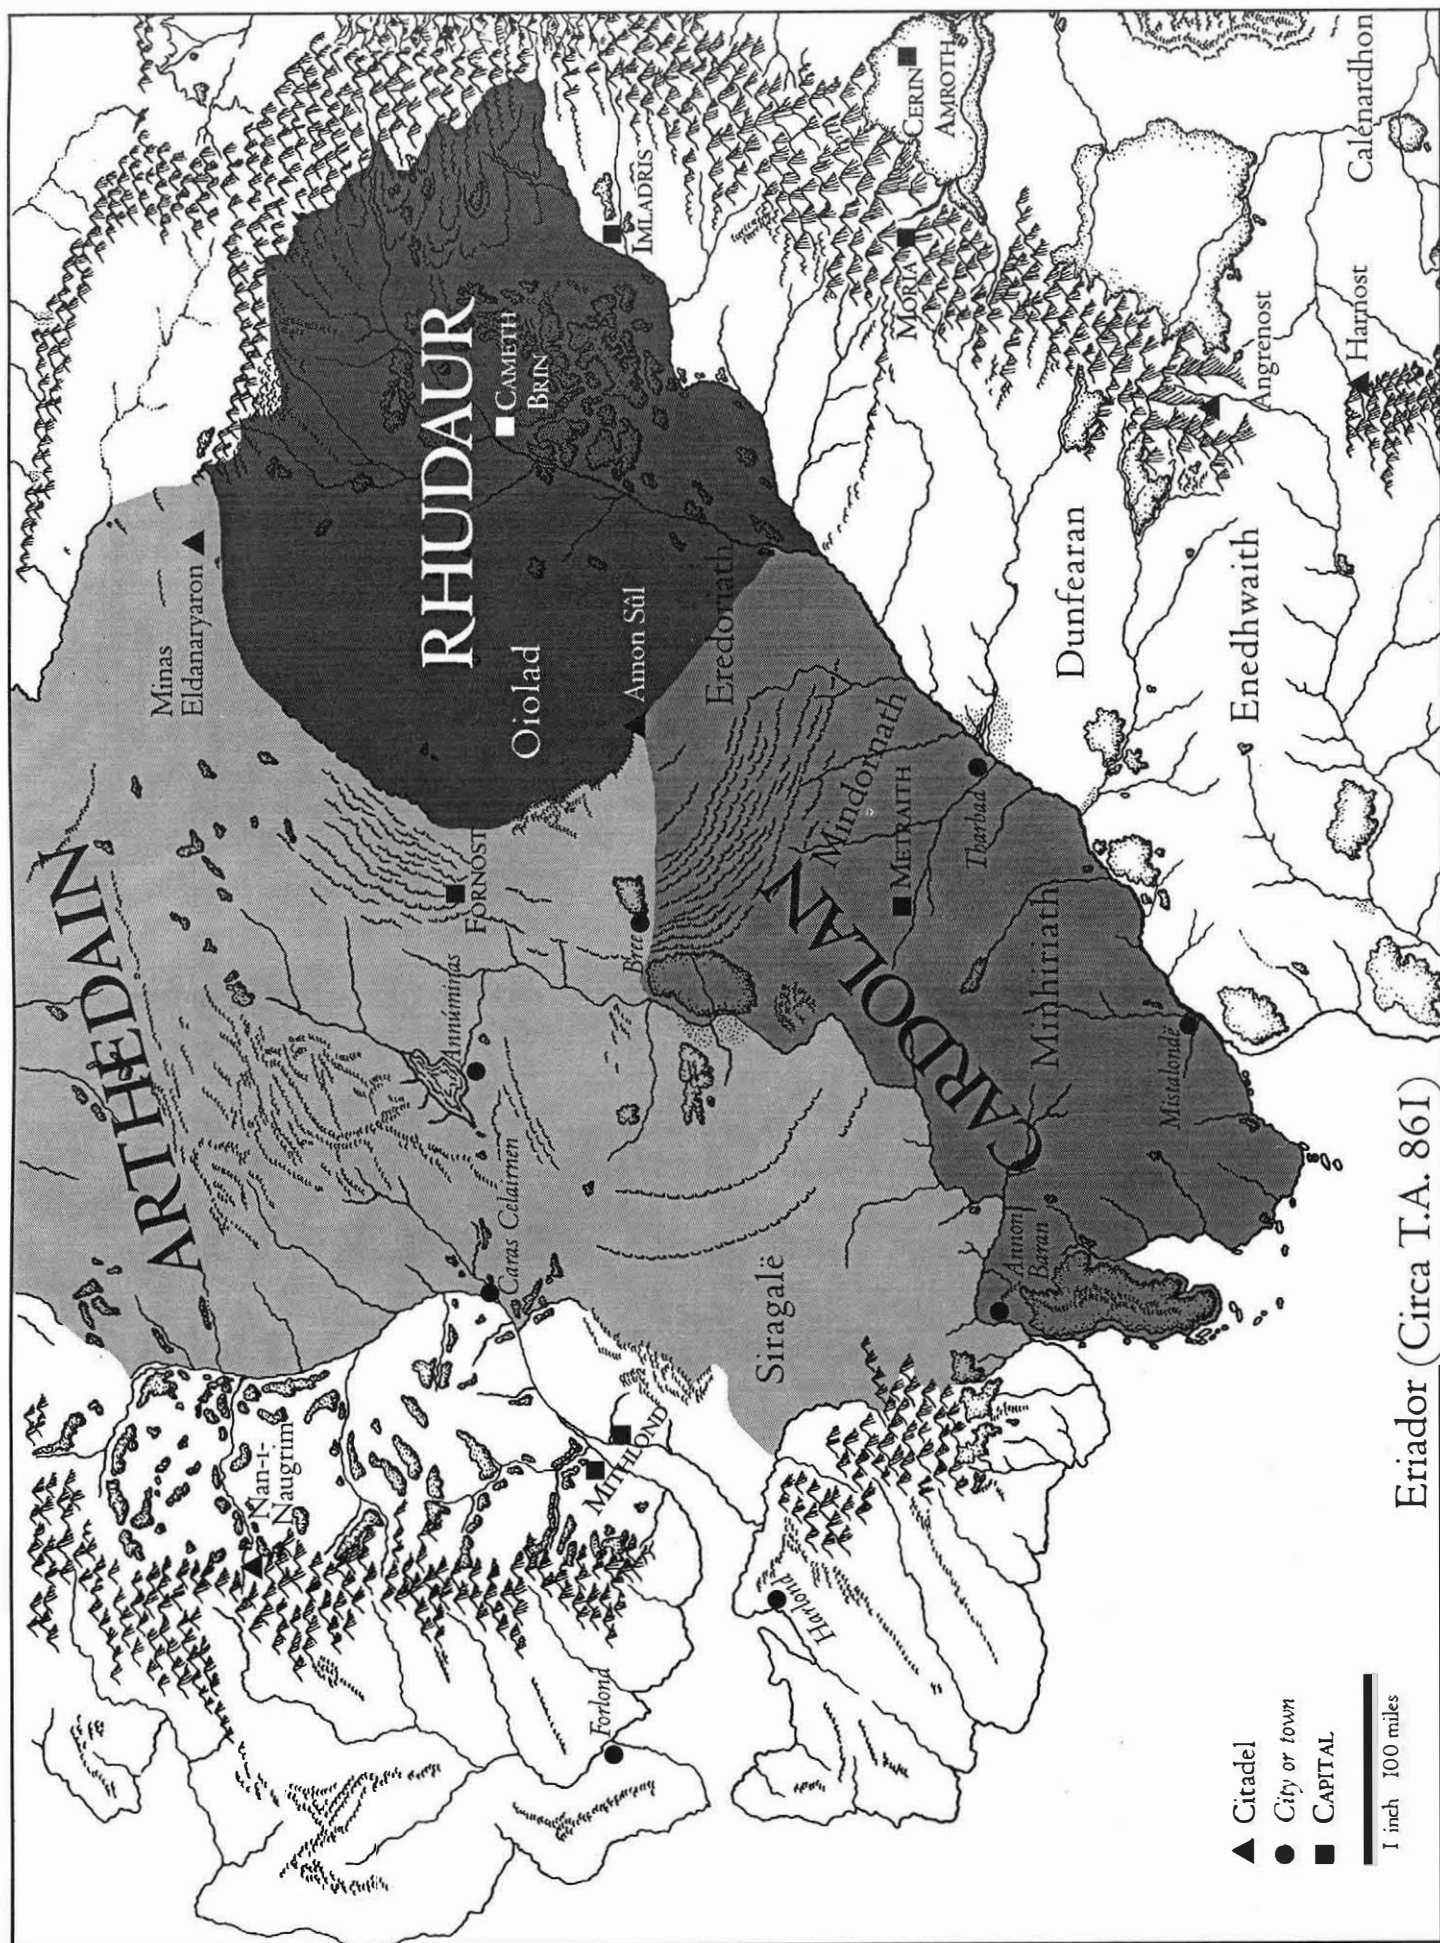 ARTHEDAIN
Minas
Eldanaryaron
RHUDAUR
Oiolad
CAMETH
BRIN
IMLADRIS
Amon Sûl
Eredoriath
FORNOST
Annúminas
Bree
Caras Celairnen
Nan-i-
Naugrim
MITHLOND
Forlond
Harlond
Siragalë
CARDOLAN
Mindornath
METRAITH
Tharbad
Minhiriath
Mistalondë
Annon
Baran
CERIN
AMROTH
MORIA
Dunfearan
Enedhwaith
Angrenost
Harnost
Calenardhon
Citadel
City or town
CAPITAL
1 inch 100 miles
Eriador (Circa T.A. 861)